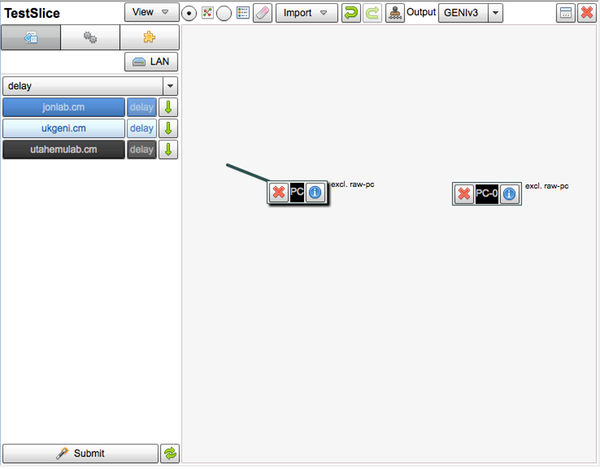 TestSlice
View
Import
Output
GENIv3
LAN
delay
jonlab.cm delay
ukgeni.cm delay
utahemulab.cm delay
PC
excl. raw-pc
PC-0
excl. raw-pc
Submit